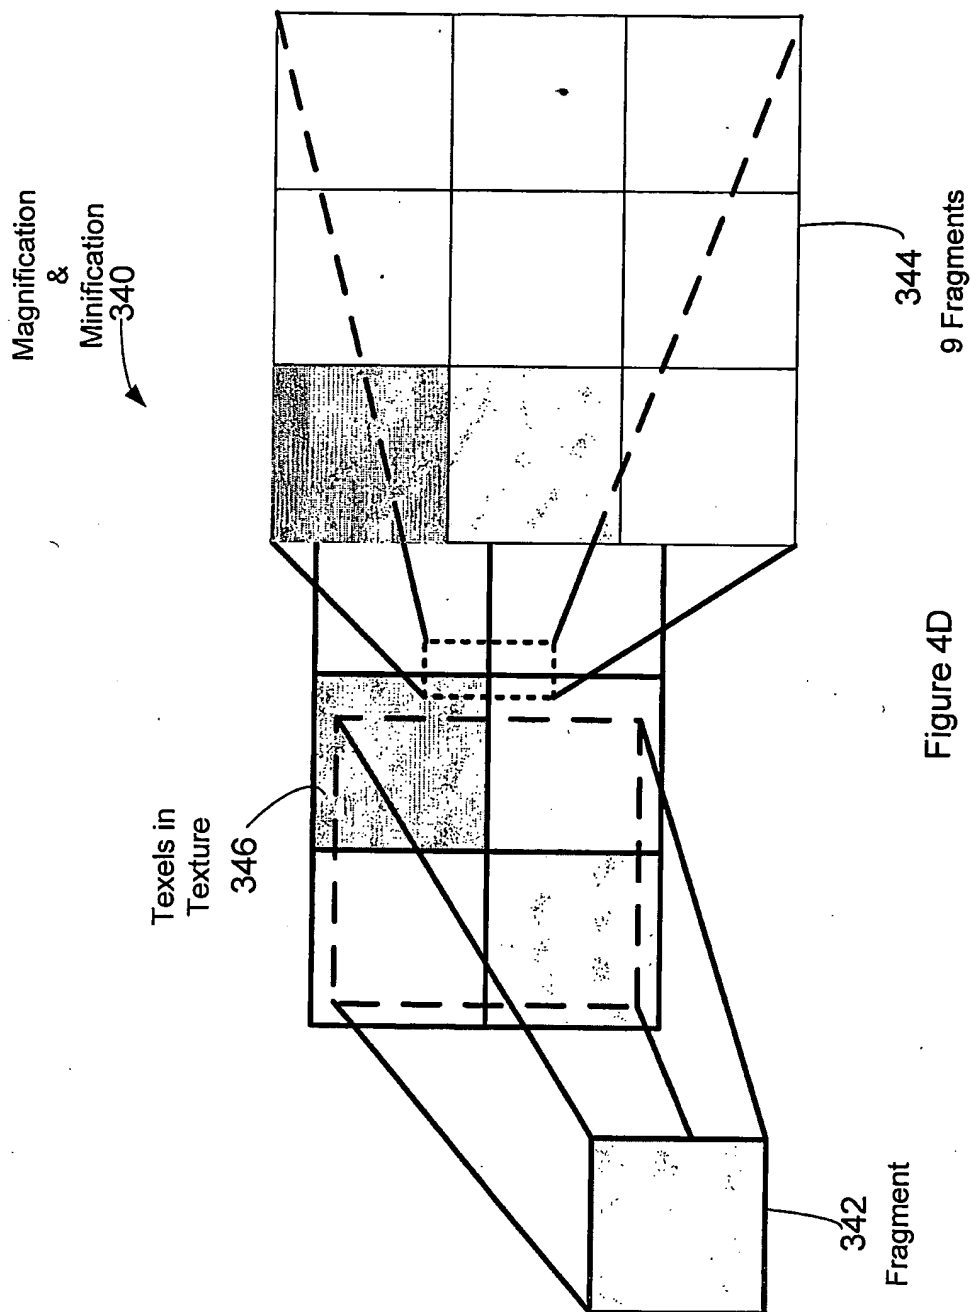 Magnification
&
Minification
340
Texels in
Texture
346
342
Fragment
344
9 Fragments
Figure 4D